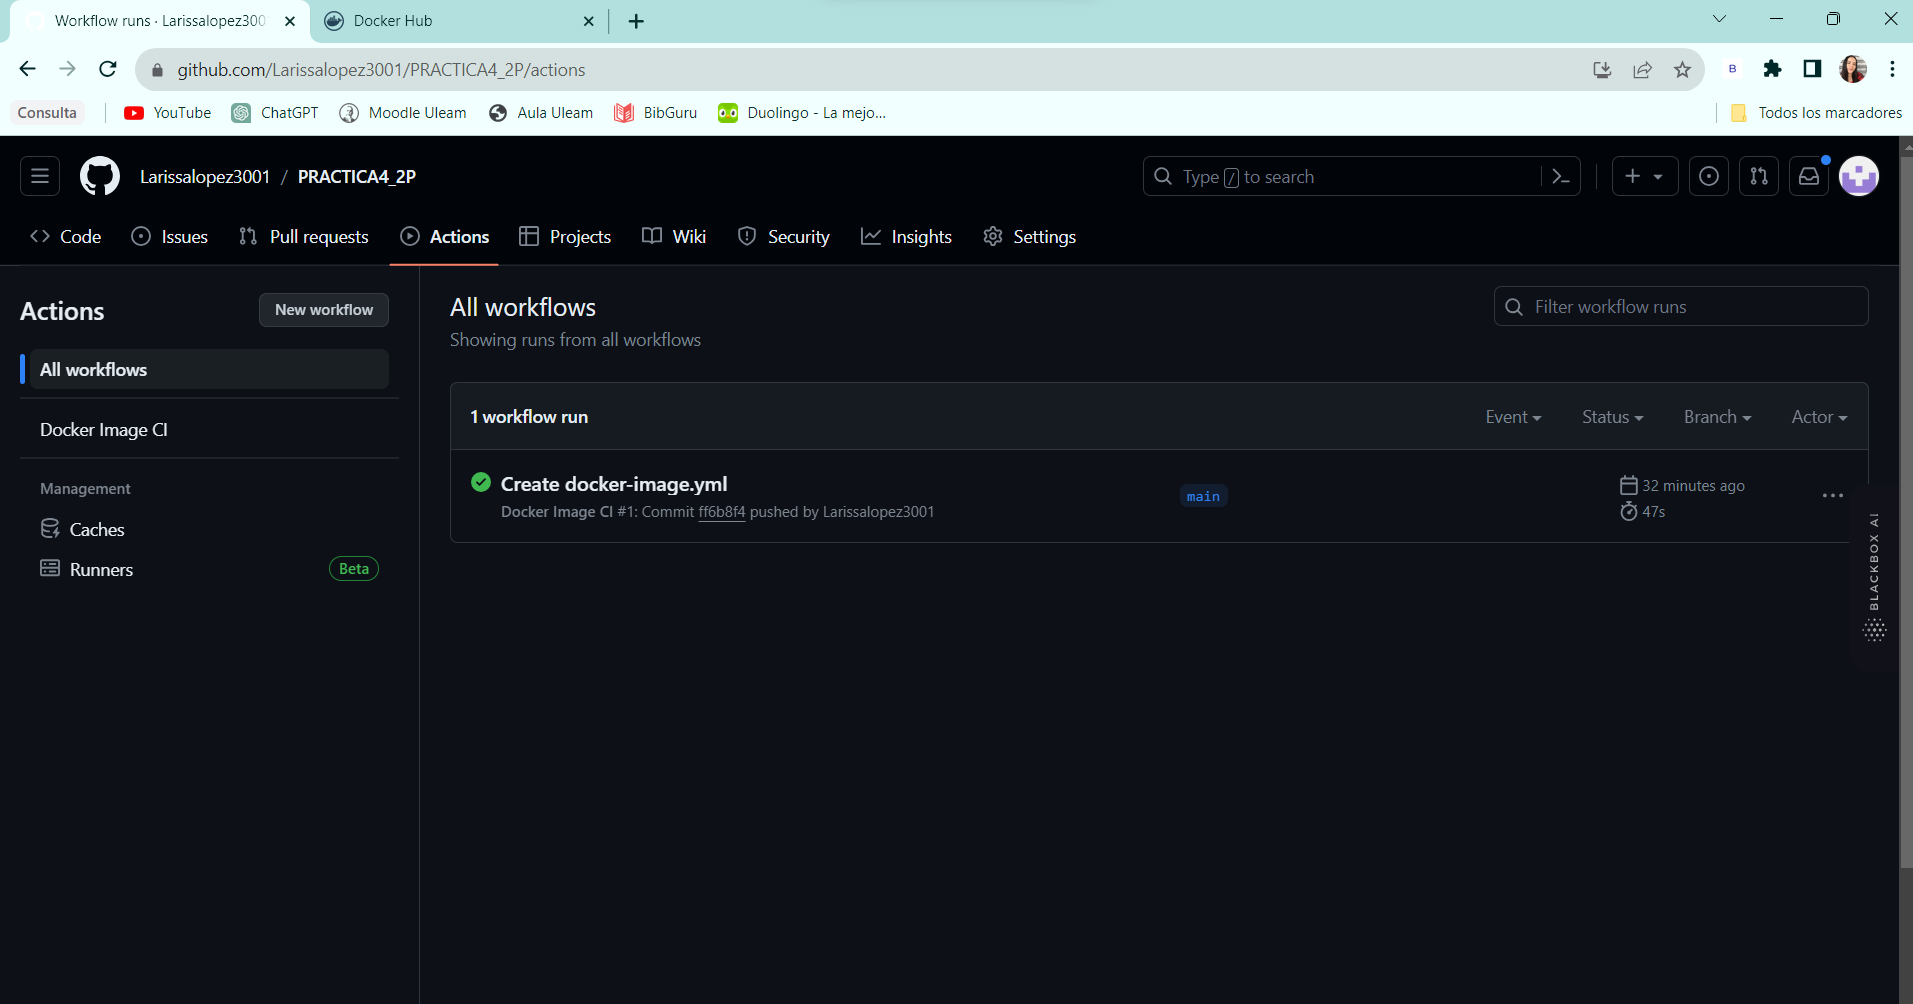 Workflow runs · Larissalopez300
Docker Hub
github.com/Larissalopez3001/PRACTICA4_2P/actions
B
Consulta
YouTube
ChatGPT
Moodle Uleam
Aula Uleam
BibGuru
Duolingo - La mejo...
Todos los marcadores
Larissalopez3001 / PRACTICA4_2P
Type / to search
Code
Issues
Pull requests
Actions
Projects
Wiki
Security
Insights
Settings
Actions
New workflow
All workflows
Docker Image CI
Management
Caches
Runners
Beta
All workflows
Showing runs from all workflows
Filter workflow runs
1 workflow run
Event
Status
Branch
Actor
Create docker-image.yml
Docker Image CI #1: Commit ff6b8f4 pushed by Larissalopez3001
main
32 minutes ago
47s
BLACKBOX AI